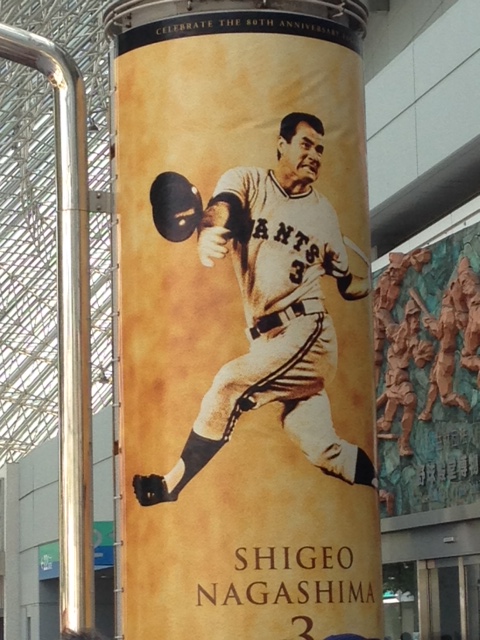 CELEBRATE THE 80TH ANNIVERSARY
ANTS
3
SHIGEO
NAGASHIMA
3